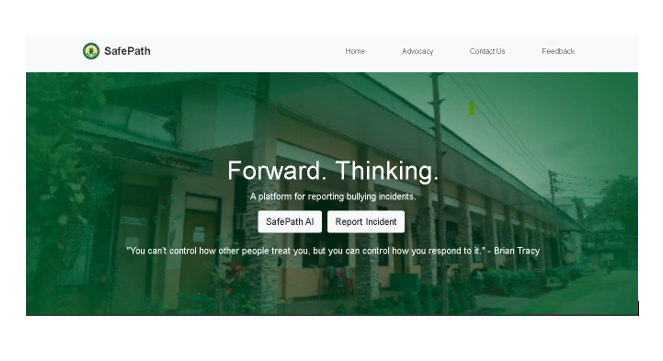 SafePath
Home Advocacy Contact Us Feedback
Forward. Thinking.
A platform for reporting bullying incidents.
SafePath AI Report Incident
"You can't control how other people treat you, but you can control how you respond to it." - Brian Tracy